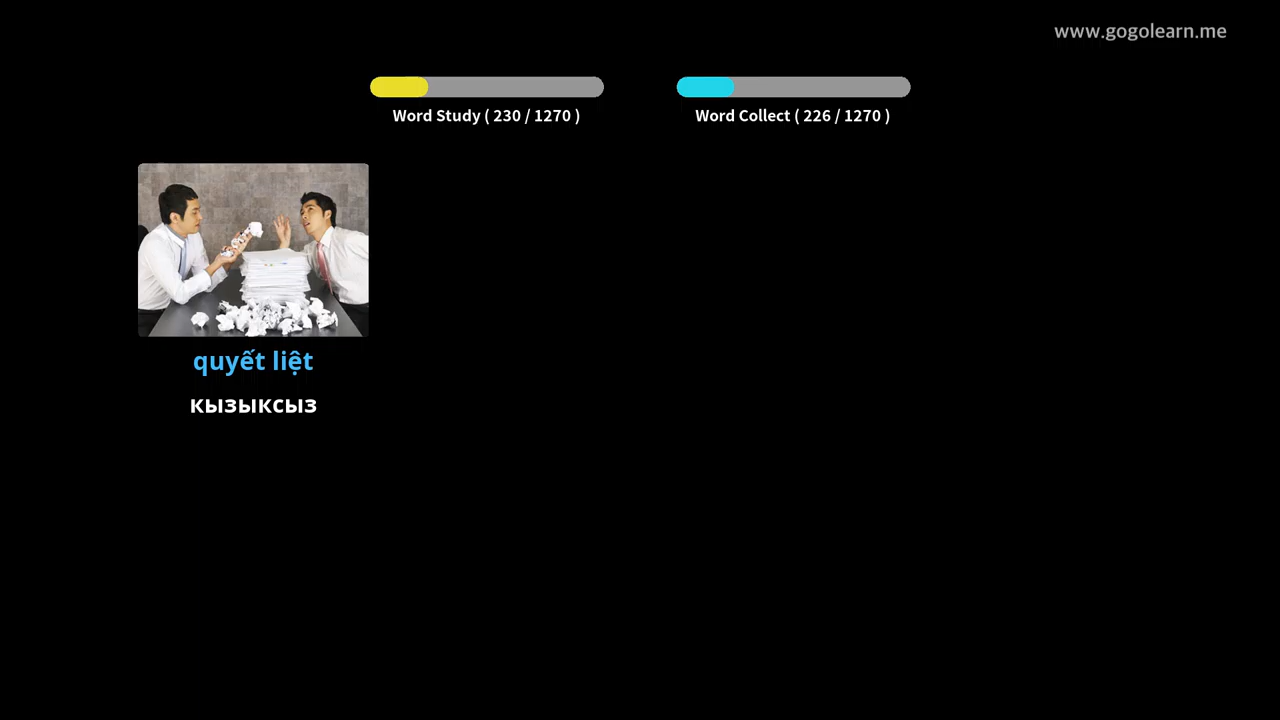 www.gogolearn.me
Word Study ( 230 / 1270 )
Word Collect ( 226 / 1270 )
quyết liệt
кызыксыз